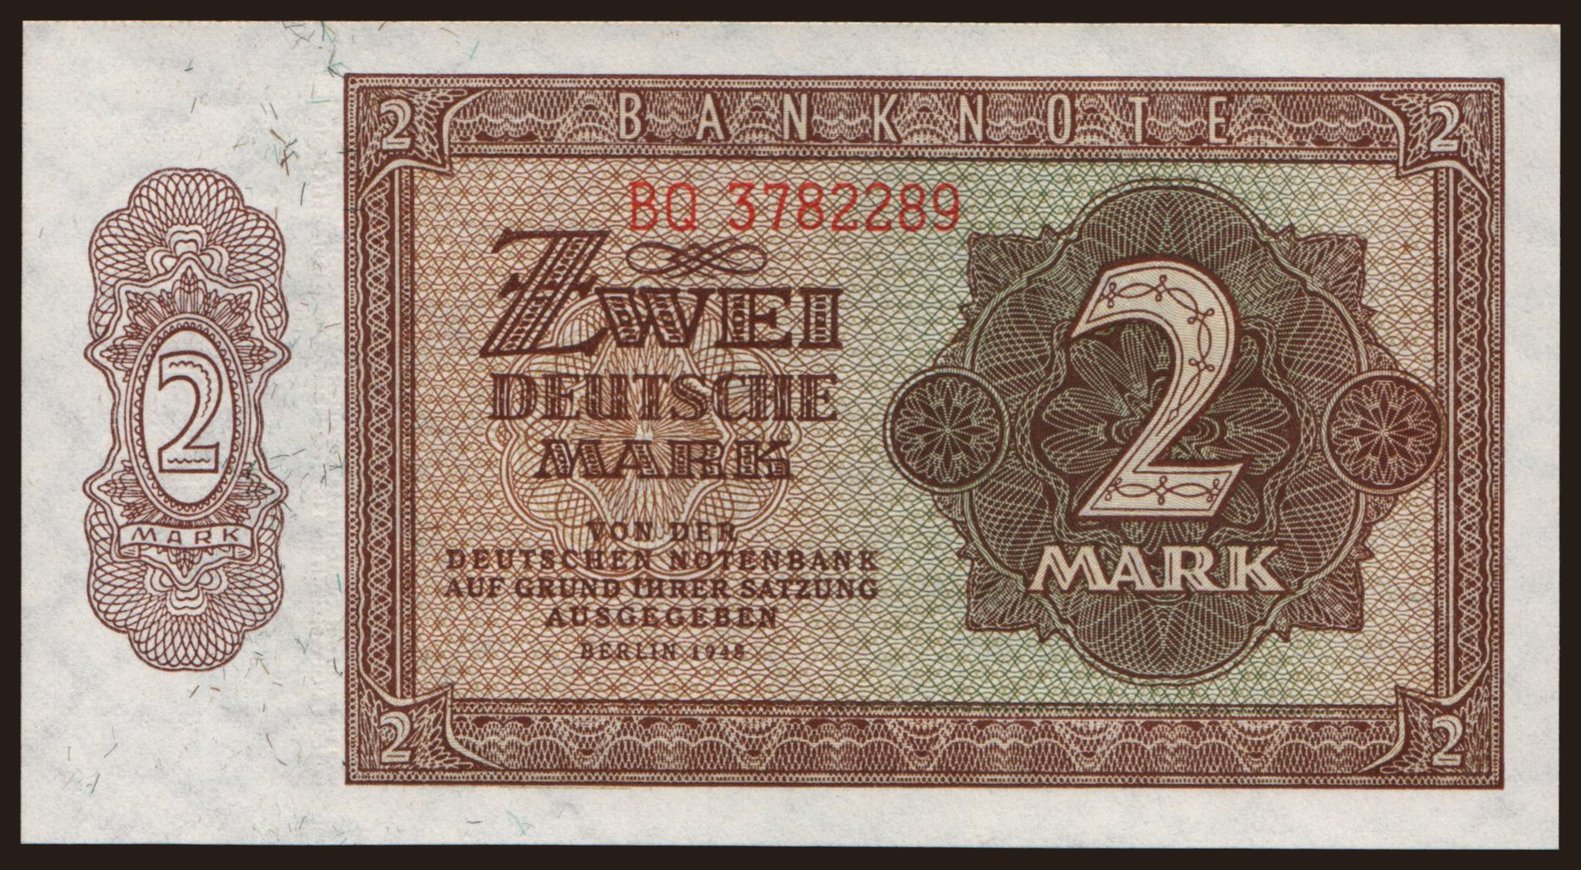 2 BANKNOTE 2
BQ 3782289
ZWEI
DEUTSCHE
MARK
VON DER
DEUTSCHEN NOTENBANK
AUF GRUND IHRER SATZUNG
AUSGEGEBEN
BERLIN 1948
2
MARK
2
MARK
2 2